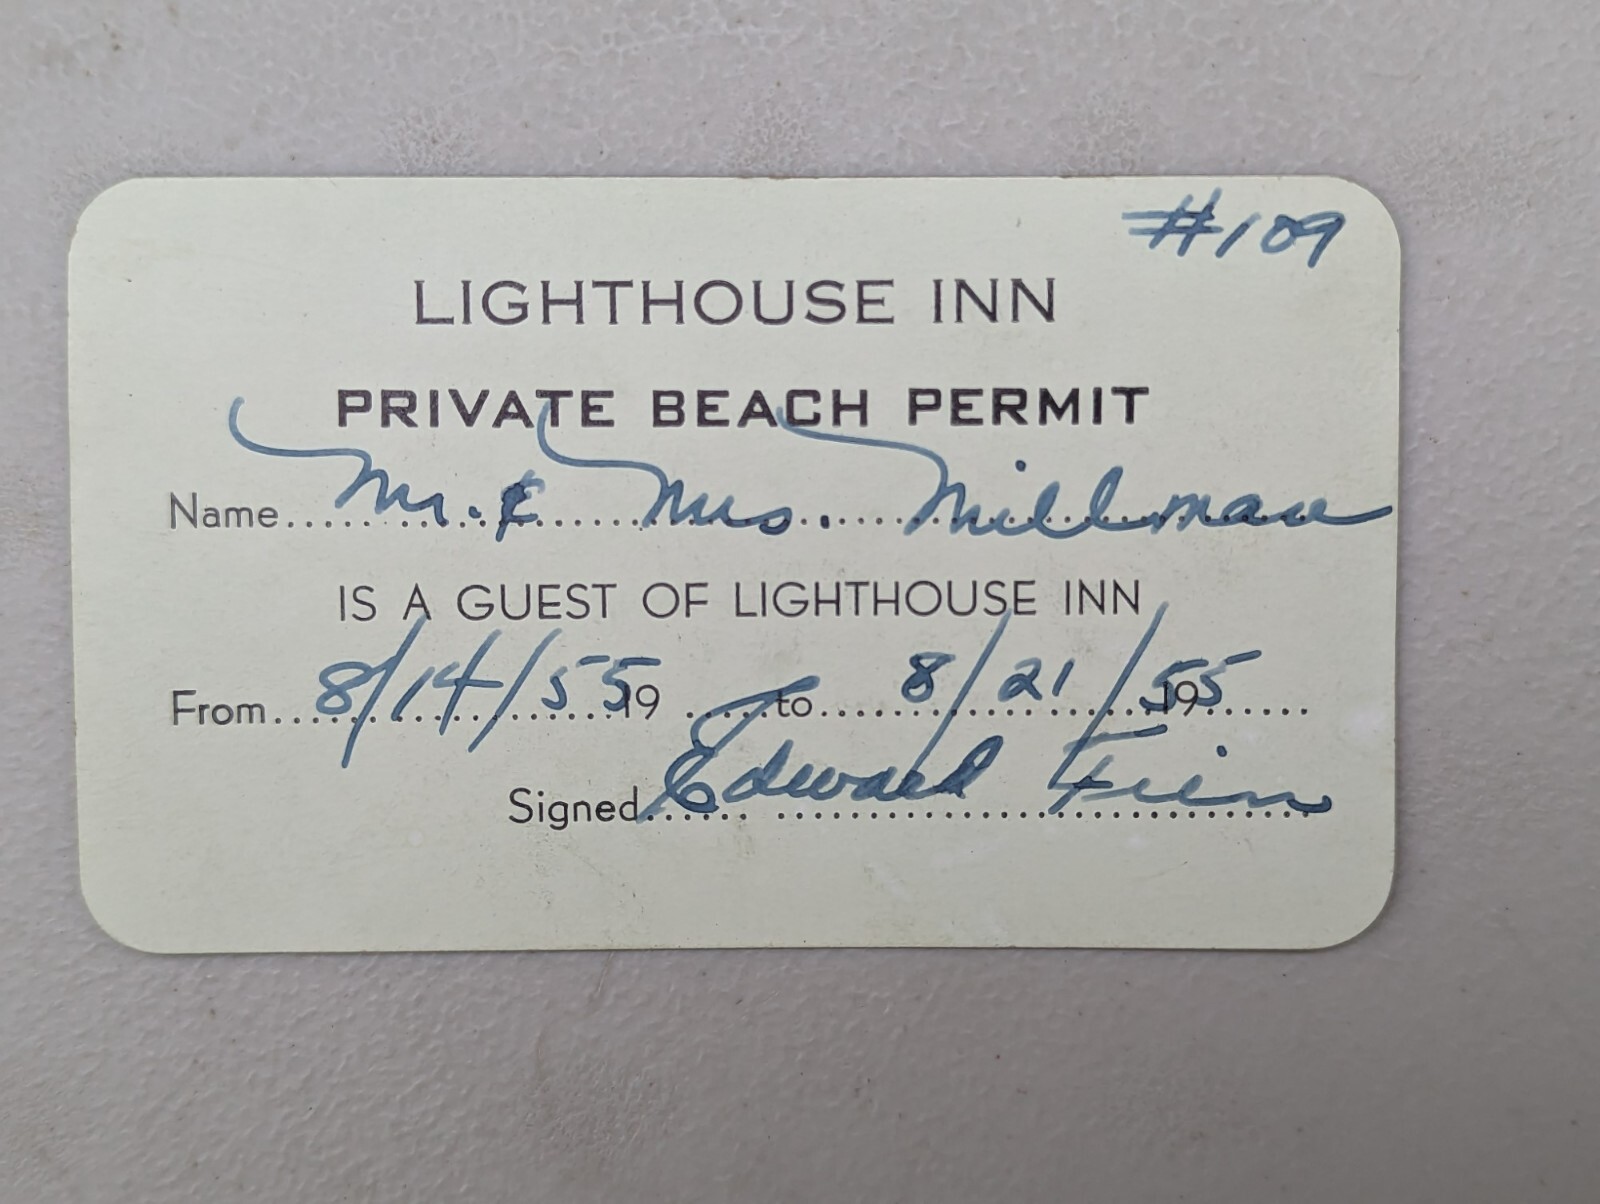 #109
LIGHTHOUSE INN
PRIVATE BEACH PERMIT
Name Mr. & Mrs. Millman
IS A GUEST OF LIGHTHOUSE INN
From 8/14/55 19 to 8/21/55 19
Signed Edward Fien